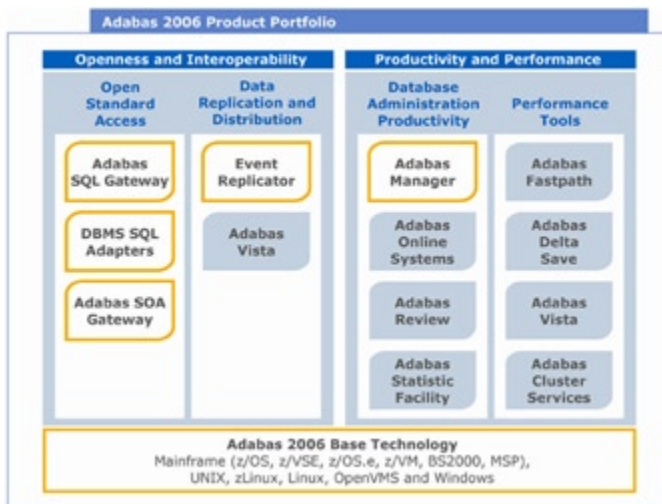 Adabas 2006 Product Portfolio
Openness and Interoperability
Productivity and Performance
Open
Standard
Access
Data
Replication and
Distribution
Database
Administration
Productivity
Performance
Tools
Adabas
SQL Gateway
Event
Replicator
Adabas
Manager
Adabas
Fastpath
DBMS SQL
Adapters
Adabas
Vista
Adabas
Online
Systems
Adabas
Delta
Save
Adabas SOA
Gateway
Adabas
Review
Adabas
Vista
Adabas
Statistic
Facility
Adabas
Cluster
Services
Adabas 2006 Base Technology
Mainframe (z/OS, z/VSE, z/OS.e, z/VM, BS2000, MSP),
UNIX, zLinux, Linux, OpenVMS and Windows